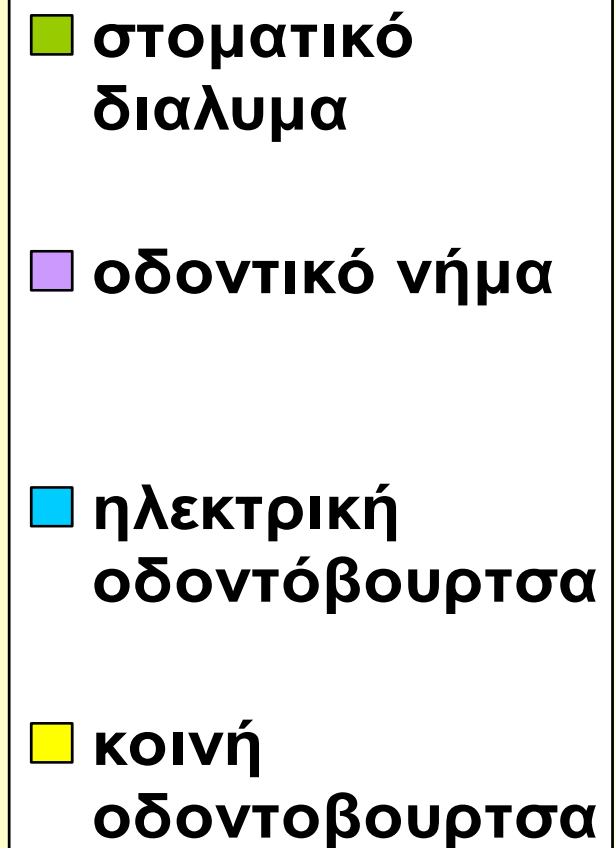 στοματικό
διαλυμα
οδοντικό νήμα
ηλεκτρική
οδοντόβουρτσα
κοινή
οδοντοβουρτσα